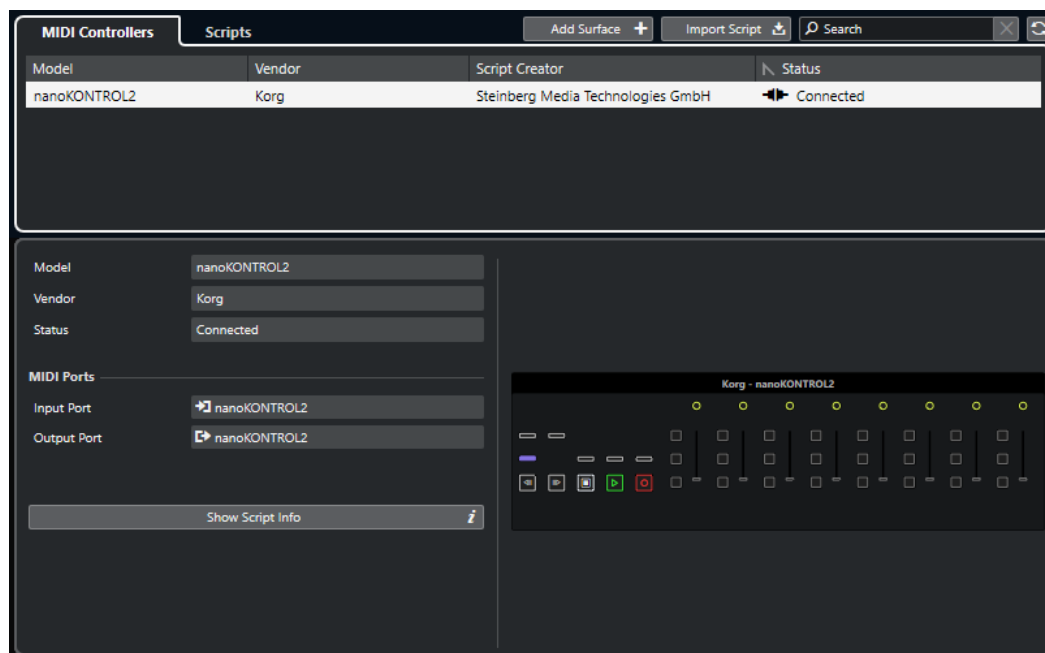 MIDI Controllers Scripts Add Surface Import Script Search
Model Vendor Script Creator Status
nanoKONTROL2 Korg Steinberg Media Technologies GmbH Connected
Model nanoKONTROL2
Vendor Korg
Status Connected
MIDI Ports
Input Port nanoKONTROL2
Output Port nanoKONTROL2
Show Script Info i
Korg - nanoKONTROL2